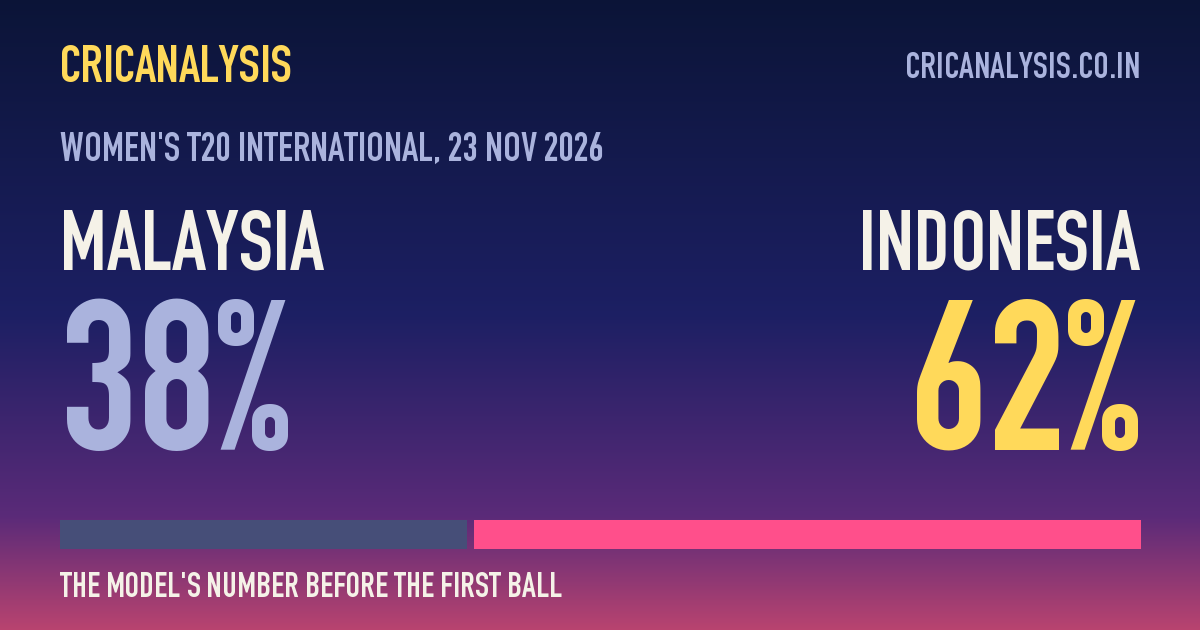 CRICANALYSIS
CRICANALYSIS.CO.IN
WOMEN'S T20 INTERNATIONAL, 23 NOV 2026
MALAYSIA
INDONESIA
38%
62%
THE MODEL'S NUMBER BEFORE THE FIRST BALL